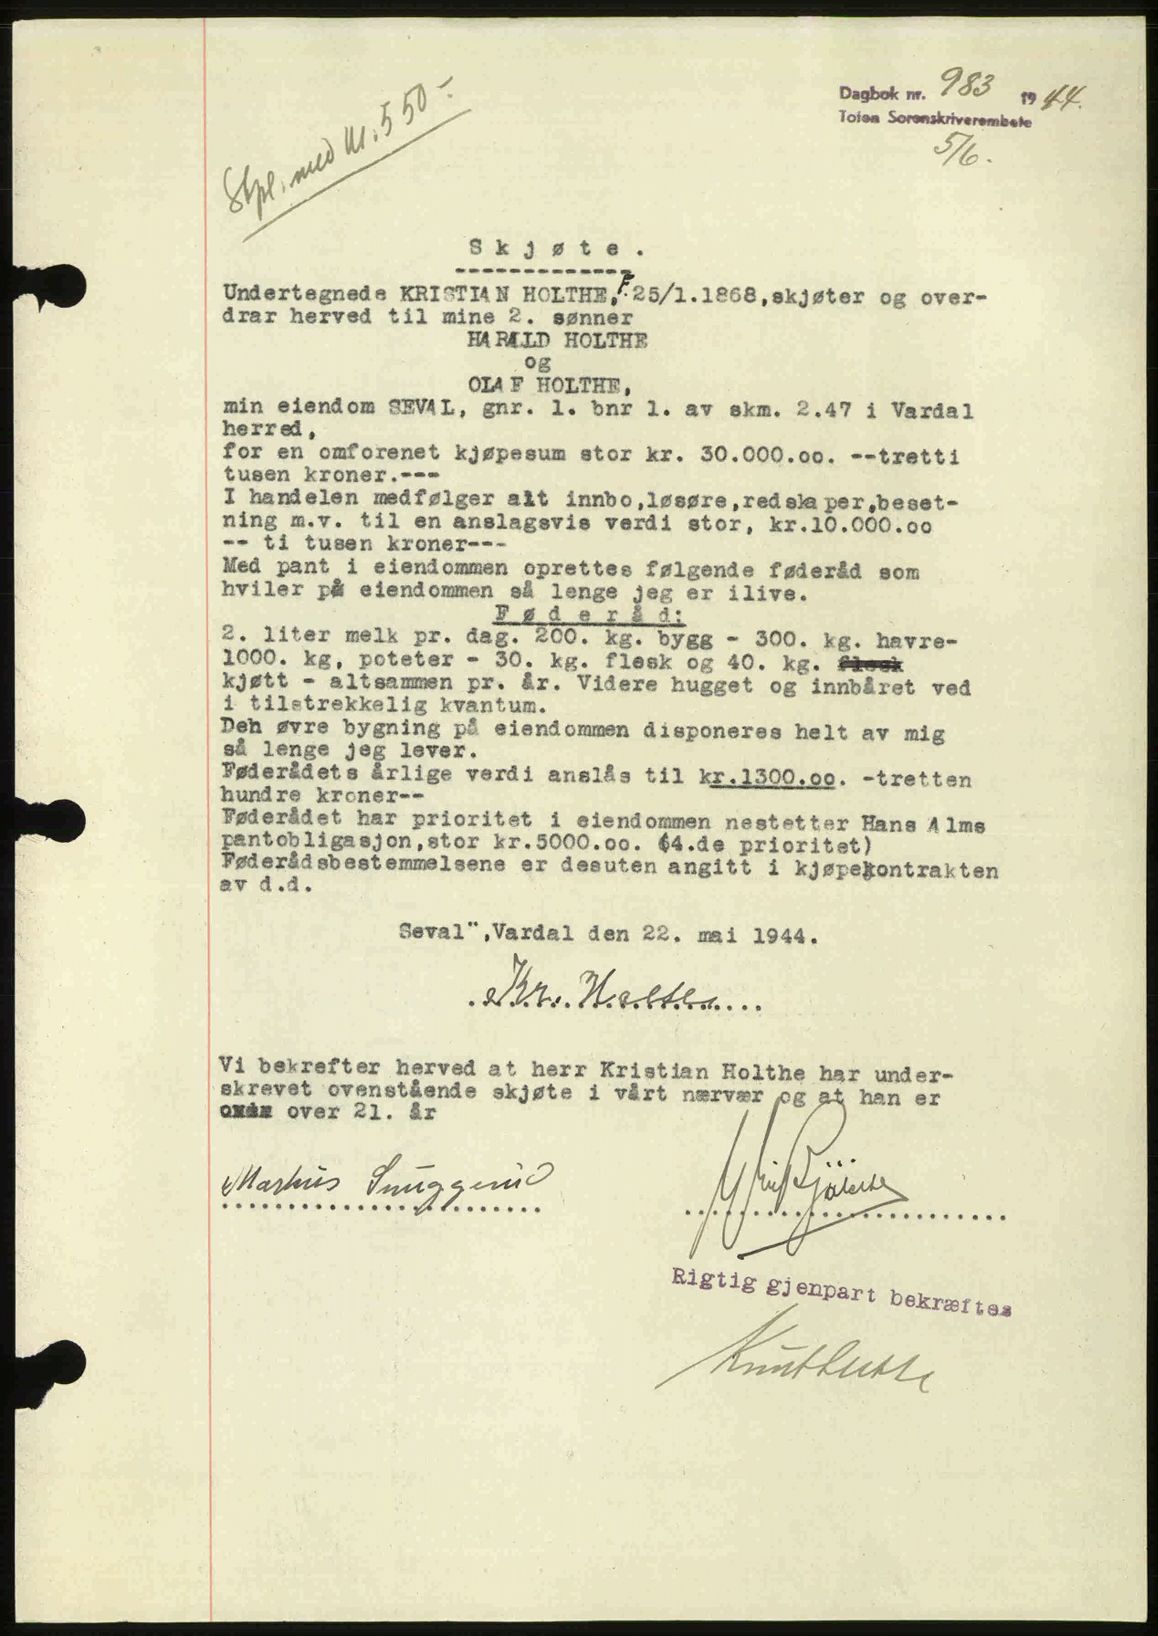 Dagbok nr. 983 1944.
Toten Sorenskriverembete
5/6.
Stpl. med kr. 550.-
Skjøte.
Undertegnede KRISTIAN HOLTHE, F. 25/1.1868, skjøter og over-
drar herved til mine 2. sønner
HARALD HOLTHE
og
OLAF HOLTHE,
min eiendom SEVAL, gnr. 1. bnr 1. av skm. 2.47 i Vardal
herred,
for en omforenet kjøpesum stor kr. 30.000.oo. --tretti
tusen kroner.---
I handelen medfølger alt innbo,løsøre,redskaper,beset-
ning m.v. til en anslagsvis verdi stor, kr.10.000.oo
-- ti tusen kroner---
Med pant i eiendommen oprettes følgende føderåd som
hviler på eiendommen så lenge jeg er ilive.
Føderåd:
2. liter melk pr. dag. 200. kg. bygg - 300. kg. havre-
1000. kg, poteter - 30. kg. flesk og 40. kg. flesk
kjøtt - altsammen pr. år. Videre hugget og innbåret ved
i tilstrekkelig kvantum.
Den øvre bygning på eiendommen disponeres helt av mig
så lenge jeg lever.
Føderådets årlige verdi anslås til kr.1300.oo. -tretten
hundre kroner--
Føderådet har prioritet i eiendommen nestetter Hans Alms
pantobligasjon,stor kr.5000.oo. (4.de prioritet)
Føderådsbestemmelsene er desuten angitt i kjøpekontrakten
av d.d.
Seval",Vardal den 22. mai 1944.
Kr. Holthe
Vi bekrefter herved at herr Kristian Holthe har under-
skrevet ovenstående skjøte i vårt nærvær og at han er
over 21. år
Markus Snuggerud
Rigtig gjenpart bekræftes